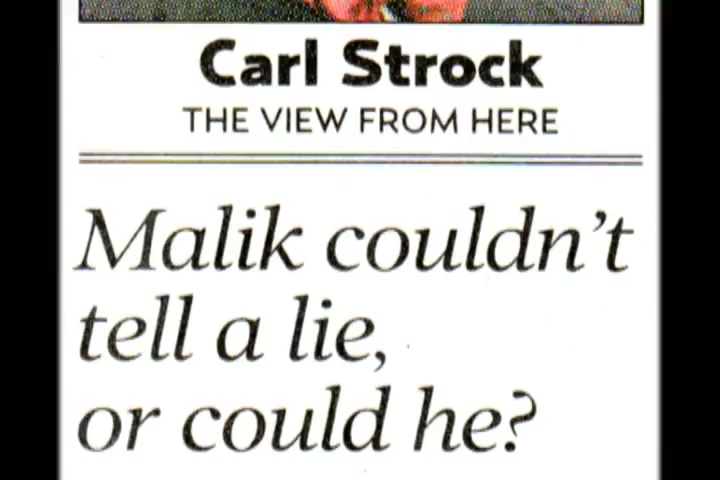 Carl Strock
THE VIEW FROM HERE
Malik couldn't
tell a lie,
or could he?